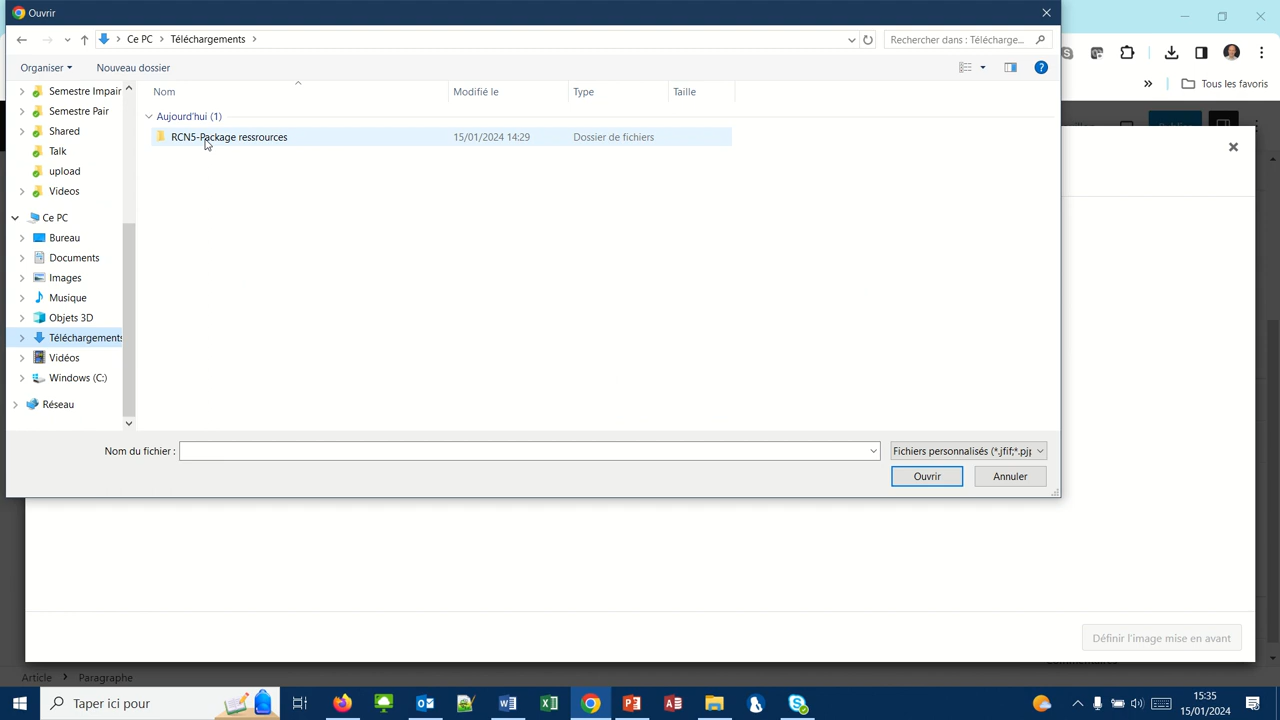 Ouvrir
Ce PC
Téléchargements
Rechercher dans : Télécharge...
Organiser
Nouveau dossier
Tous les favoris
Semestre Impair
Semestre Pair
Shared
Talk
upload
Videos
Ce PC
Bureau
Documents
Images
Musique
Objets 3D
Téléchargements
Vidéos
Windows (C:)
Réseau
Nom
Modifié le
Type
Taille
Aujourd'hui (1)
RCN5-Package ressrources
15/01/2024 14:29
Dossier de fichiers
Nom du fichier :
Fichiers personnalisés (*.jfif;*.pjp
Ouvrir
Annuler
Définir l'image mise en avant
Article
Paragraphe
Taper ici pour
15:35
15/01/2024